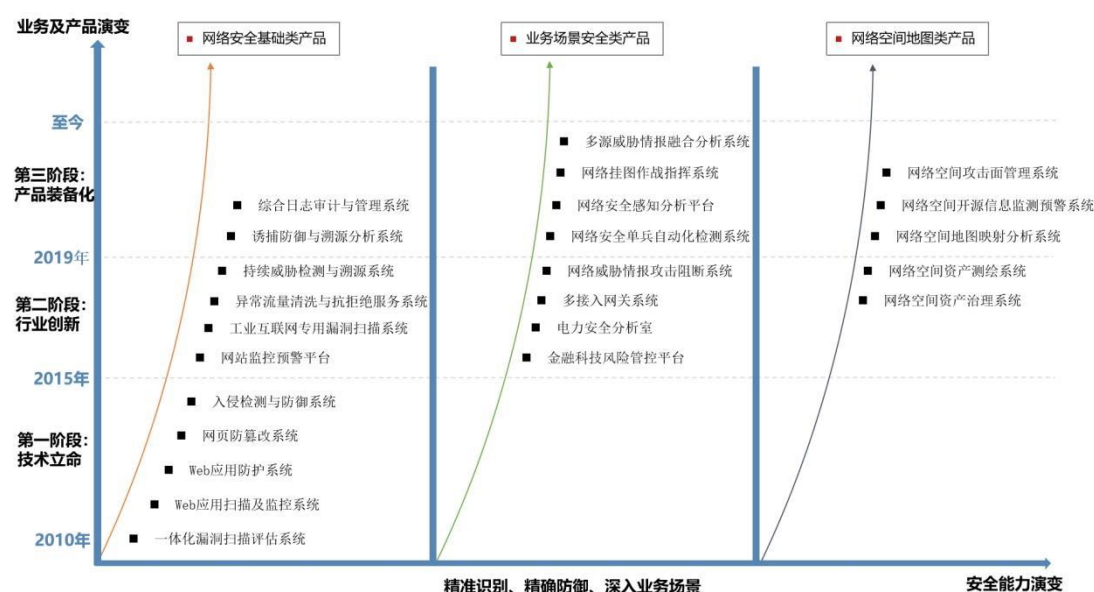 业务及产品演变
网络安全基础类产品
业务场景安全类产品
网络空间地图类产品
至今
第三阶段：
产品装备化
2019年
第二阶段：
行业创新
2015年
第一阶段：
技术立命
2010年
综合日志审计与管理系统
诱捕防御与溯源分析系统
持续威胁检测与溯源系统
异常流量清洗与抗拒绝服务系统
工业互联网专用漏洞扫描系统
网站监控预警平台
入侵检测与防御系统
网页防篡改系统
Web应用防护系统
Web应用扫描及监控系统
一体化漏洞扫描评估系统
多源威胁情报融合分析系统
网络挂图作战指挥系统
网络安全感知分析平台
网络安全单兵自动化检测系统
网络威胁情报攻击阻断系统
多接入网关系统
电力安全分析室
金融科技风险管控平台
网络空间攻击面管理系统
网络空间开源信息监测预警系统
网络空间地图映射分析系统
网络空间资产测绘系统
网络空间资产治理系统
精准识别、精确防御、深入业务场景
安全能力演变